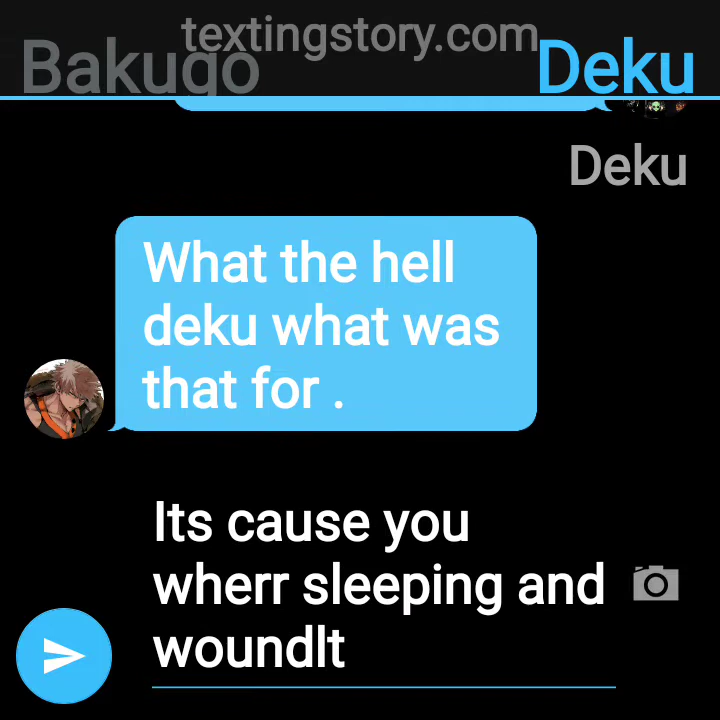 textingstory.com
Bakugo Deku
Deku
What the hell
deku what was
that for .
Its cause you
wherr sleeping and
woundlt